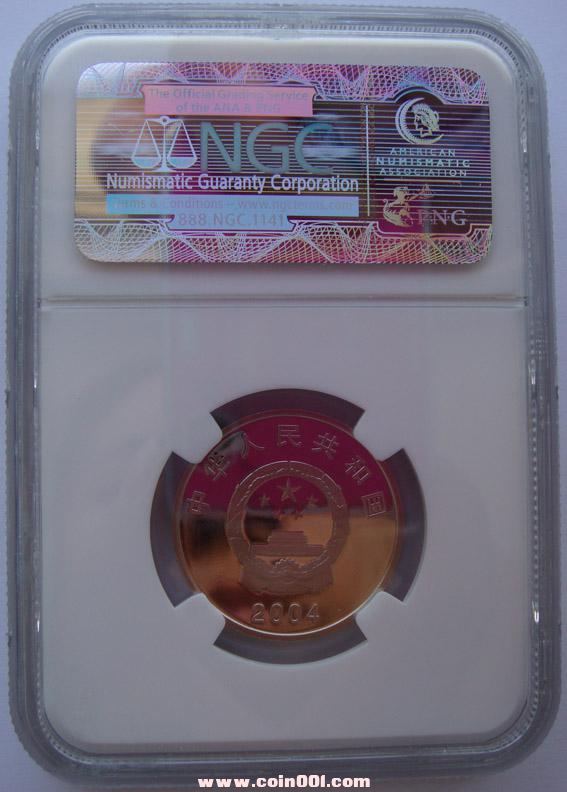 The Official Grading Service
of the ANA & PNG
NGC
Numismatic Guaranty Corporation
Terms & Conditions – www.ngcterms.com
888.NGC.1141
AMERICAN
NUMISMATIC
ASSOCIATION
PNG
中华人民共和国
2004
www.coin001.com